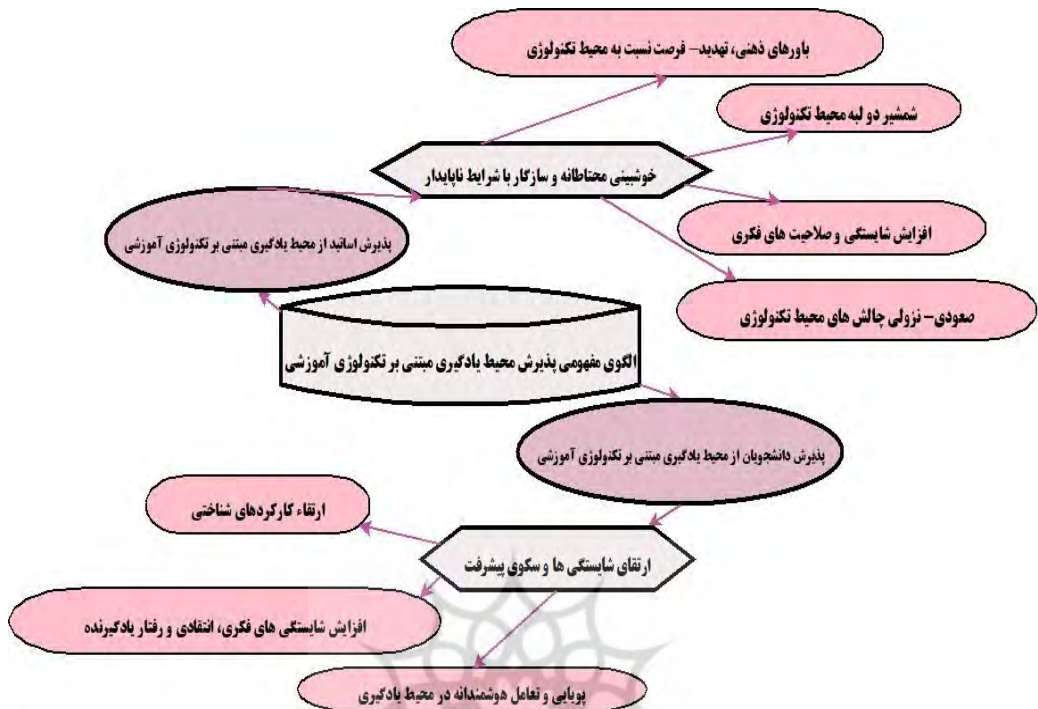 باورهای ذهنی، تهدید- فرصت نسبت به محیط تکنولوژی
شمشیر دو لبه محیط تکنولوژی
خوشبینی محتاطانه و سازگار با شرایط ناپایدار
افزایش شایستگی و صلاحیت های فکری
پذیرش اساتید از محیط یادگیری مبتنی بر تکنولوژی آموزشی
صعودی- نزولی چالش های محیط تکنولوژی
الگوی مفهومی پذیرش محیط یادگیری مبتنی بر تکنولوژی آموزشی
پذیرش دانشجویان از محیط یادگیری مبتنی بر تکنولوژی آموزشی
ارتقاء کارکردهای شناختی
ارتقای شایستگی ها و سکوی پیشرفت
افزایش شایستگی های فکری، انتقادی و رفتار یادگیرنده
پویایی و تعامل هوشمندانه در محیط یادگیری